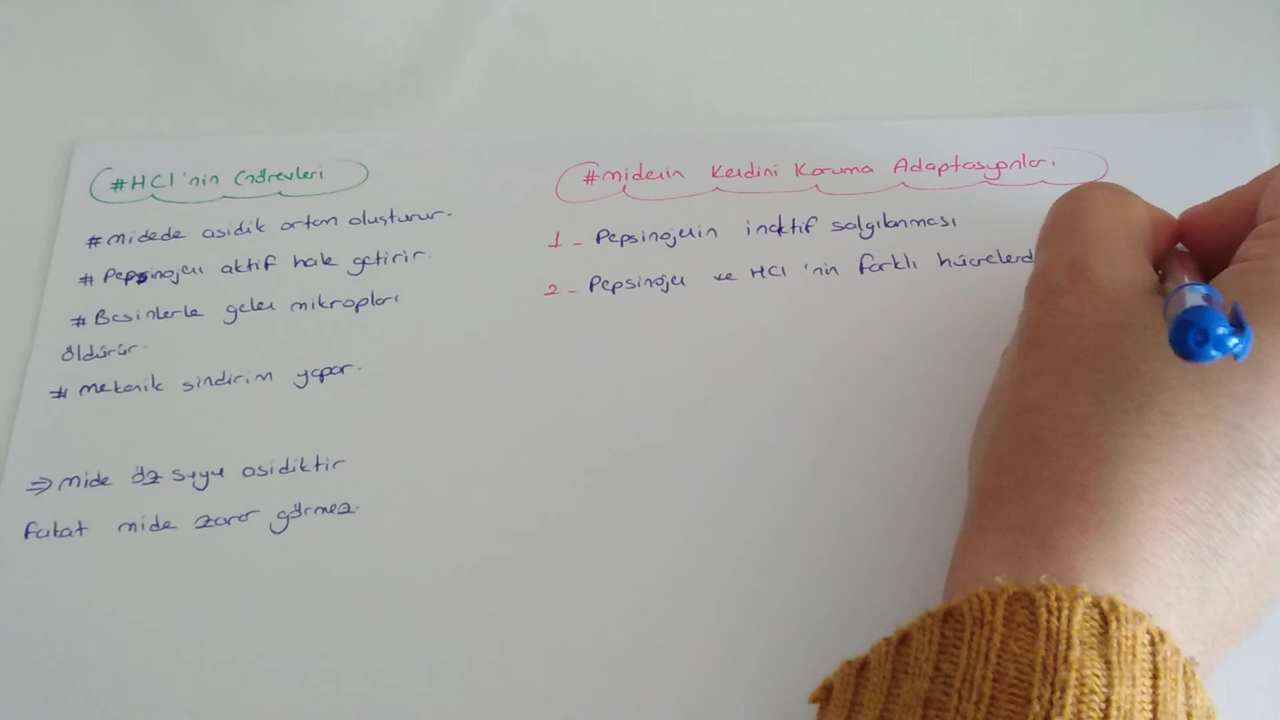 #HCl'nin Görevleri
# midede asidik ortam oluşturur.
# Pepsinojeni aktif hale getirir.
# Besinlerle gelen mikropları
öldürür.
# mekanik sindirim yapar.
⇒ mide öz suyu asidiktir
fakat mide zarar görmez.
#midenin Kendini Koruma Adaptasyonları
1 - Pepsinojenin inaktif salgılanması
2 - Pepsinojen ve HCl 'nin farklı hücrelerd